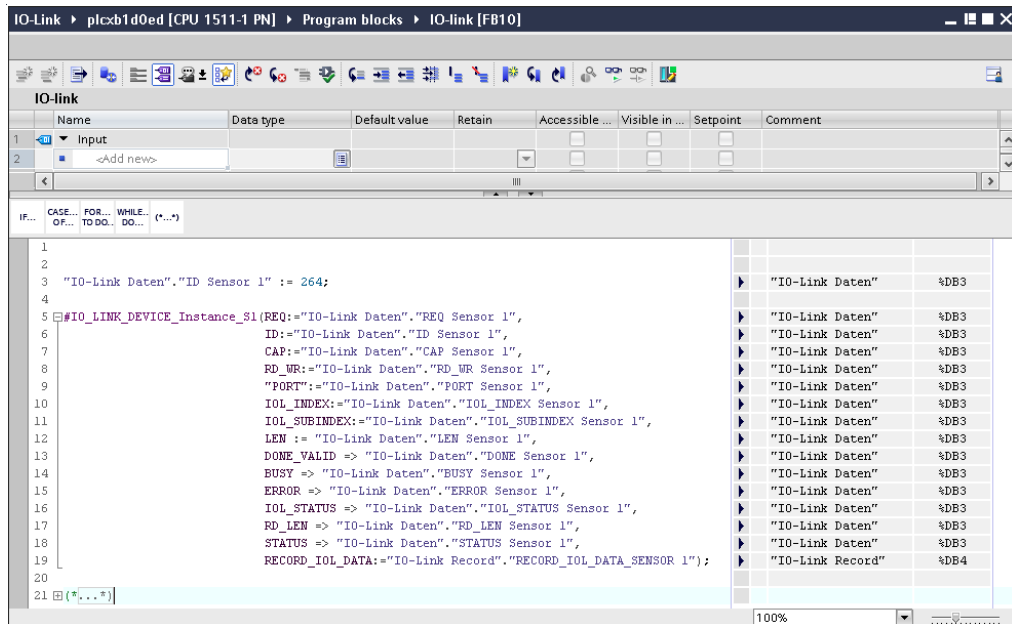 IO-Link ▸ plcxb1d0ed [CPU 1511-1 PN] ▸ Program blocks ▸ IO-link [FB10]
IO-link
Name Data type Default value Retain Accessible ... Visible in ... Setpoint Comment
1 Input
2 <Add new>
IF... CASE... OF... FOR... TO DO.. WHILE.. DO... (*...*)
1
2
3 "IO-Link Daten"."ID Sensor 1" := 264; "IO-Link Daten" %DB3
4
5 #IO_LINK_DEVICE_Instance_S1(REQ:="IO-Link Daten"."REQ Sensor 1", "IO-Link Daten" %DB3
6 ID:="IO-Link Daten"."ID Sensor 1", "IO-Link Daten" %DB3
7 CAP:="IO-Link Daten"."CAP Sensor 1", "IO-Link Daten" %DB3
8 RD_WR:="IO-Link Daten"."RD_WR Sensor 1", "IO-Link Daten" %DB3
9 "PORT":="IO-Link Daten"."PORT Sensor 1", "IO-Link Daten" %DB3
10 IOL_INDEX:="IO-Link Daten"."IOL_INDEX Sensor 1", "IO-Link Daten" %DB3
11 IOL_SUBINDEX:="IO-Link Daten"."IOL_SUBINDEX Sensor 1", "IO-Link Daten" %DB3
12 LEN := "IO-Link Daten"."LEN Sensor 1", "IO-Link Daten" %DB3
13 DONE_VALID => "IO-Link Daten"."DONE Sensor 1", "IO-Link Daten" %DB3
14 BUSY => "IO-Link Daten"."BUSY Sensor 1", "IO-Link Daten" %DB3
15 ERROR => "IO-Link Daten"."ERROR Sensor 1", "IO-Link Daten" %DB3
16 IOL_STATUS => "IO-Link Daten"."IOL_STATUS Sensor 1", "IO-Link Daten" %DB3
17 RD_LEN => "IO-Link Daten"."RD_LEN Sensor 1", "IO-Link Daten" %DB3
18 STATUS => "IO-Link Daten"."STATUS Sensor 1", "IO-Link Daten" %DB3
19 RECORD_IOL_DATA:="IO-Link Record"."RECORD_IOL_DATA_SENSOR 1"); "IO-Link Record" %DB4
20
21 (*...*)
100%